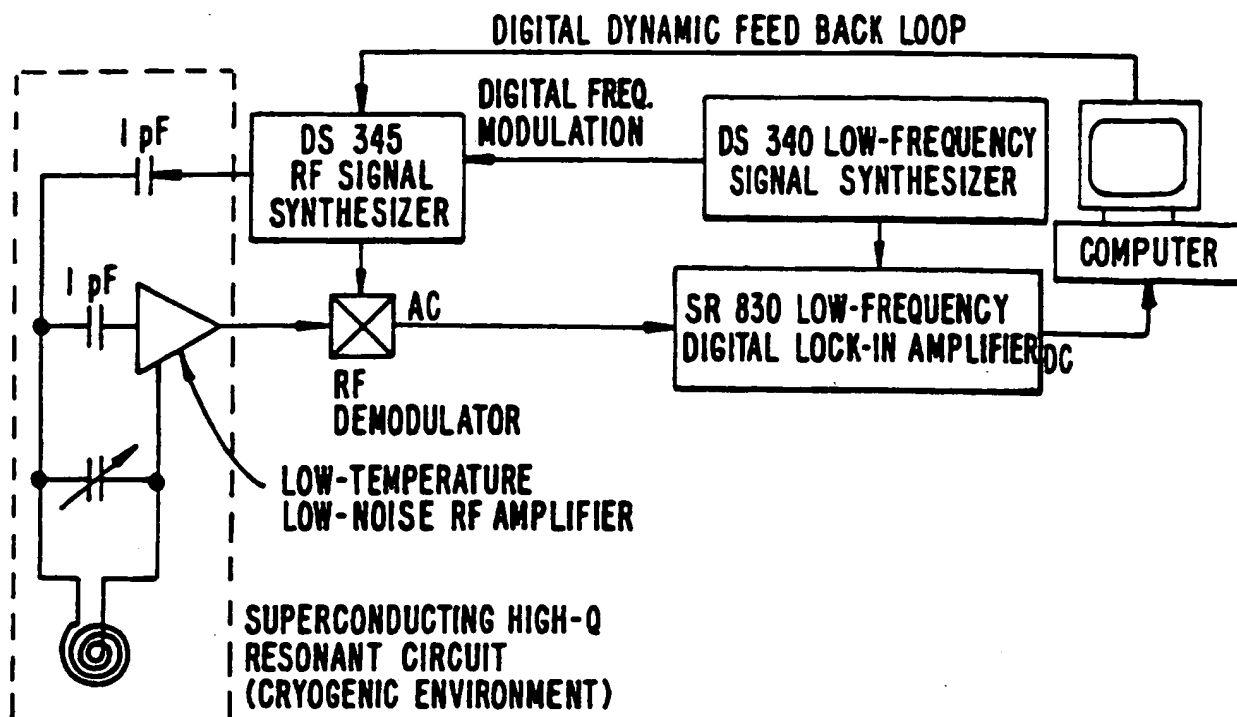 DIGITAL DYNAMIC FEED BACK LOOP
DIGITAL FREQ.
MODULATION
1 pF
DS 345
RF SIGNAL
SYNTHESIZER
DS 340 LOW-FREQUENCY
SIGNAL SYNTHESIZER
COMPUTER
1 pF
AC
SR 830 LOW-FREQUENCY
DIGITAL LOCK-IN AMPLIFIER
DC
RF
DEMODULATOR
LOW-TEMPERATURE
LOW-NOISE RF AMPLIFIER
SUPERCONDUCTING HIGH-Q
RESONANT CIRCUIT
(CRYOGENIC ENVIRONMENT)